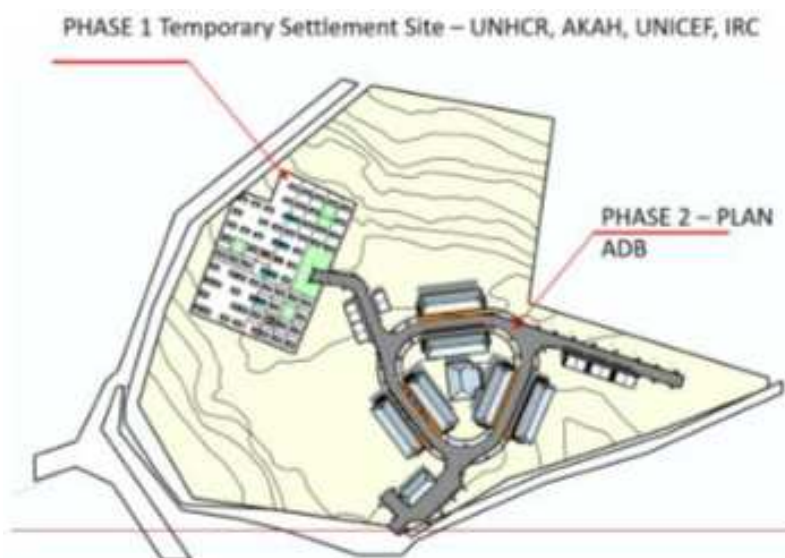 PHASE 1 Temporary Settlement Site – UNHCR, AKAH, UNICEF, IRC
PHASE 2 – PLAN
ADB